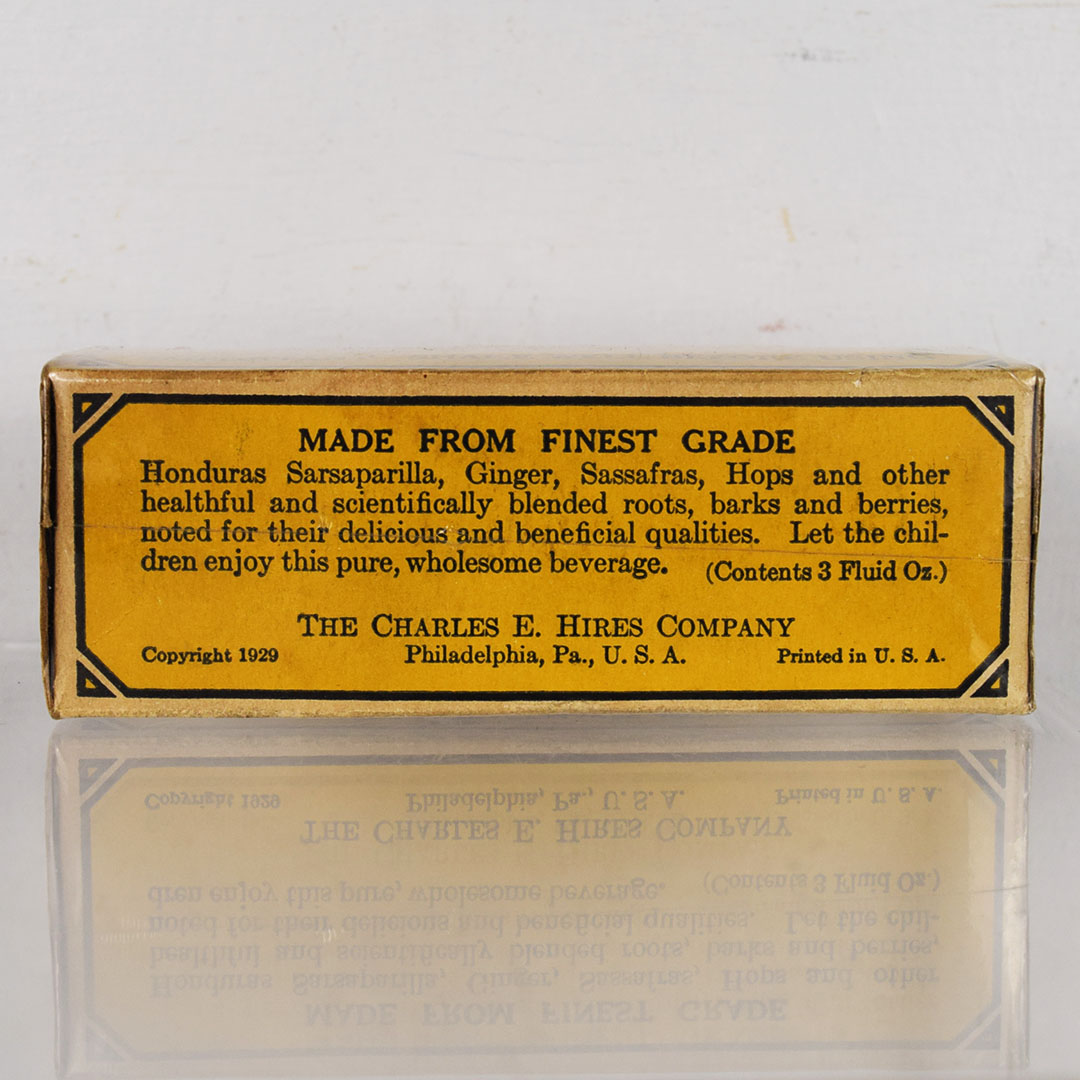 MADE FROM FINEST GRADE
Honduras Sarsaparilla, Ginger, Sassafras, Hops and other
healthful and scientifically blended roots, barks and berries,
noted for their delicious and beneficial qualities. Let the chil-
dren enjoy this pure, wholesome beverage. (Contents 3 Fluid Oz.)
THE CHARLES E. HIRES COMPANY
Copyright 1929 Philadelphia, Pa., U. S. A. Printed in U. S. A.